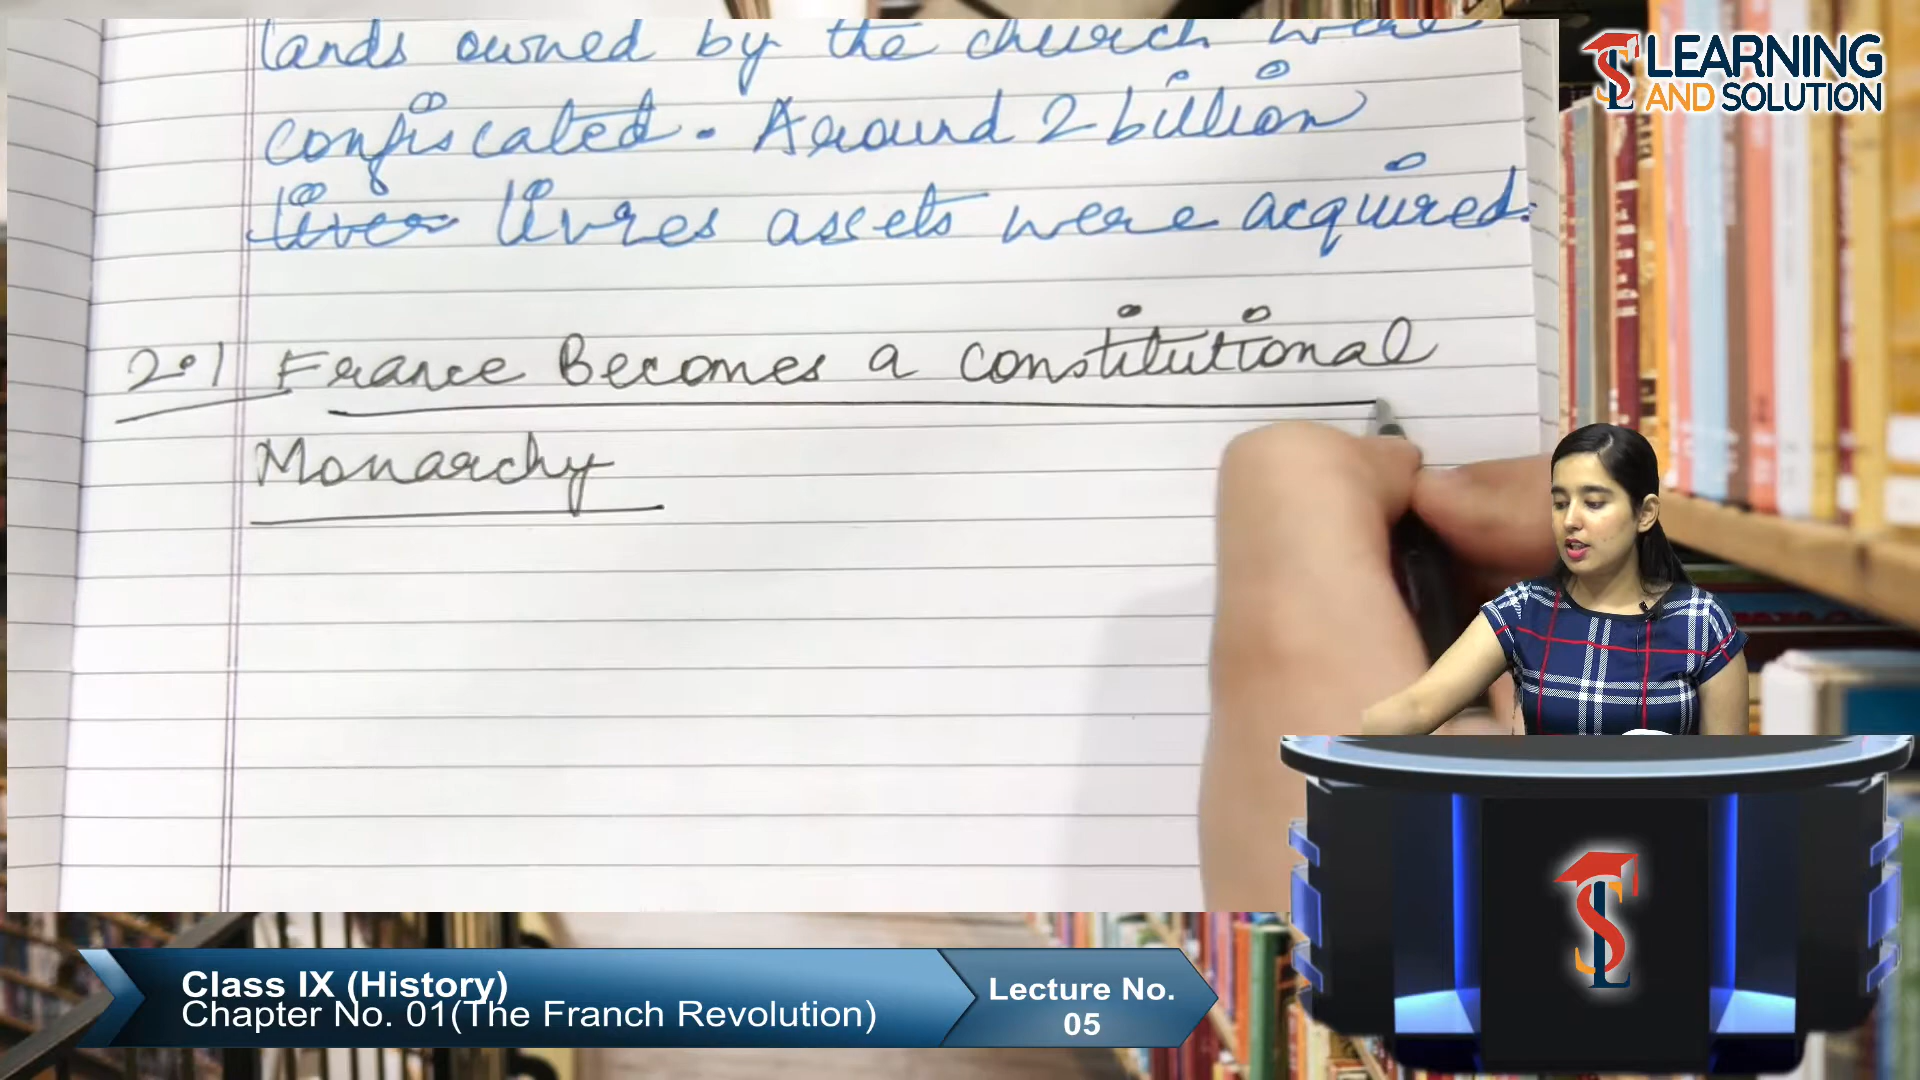 lands owned by the church were
confiscated. Around 2 billion
liver livres assets were acquired.
2.1 France Becomes a constitutional
Monarchy
LEARNING
AND SOLUTION
Class IX (History)
Chapter No. 01(The Franch Revolution)
Lecture No.
05